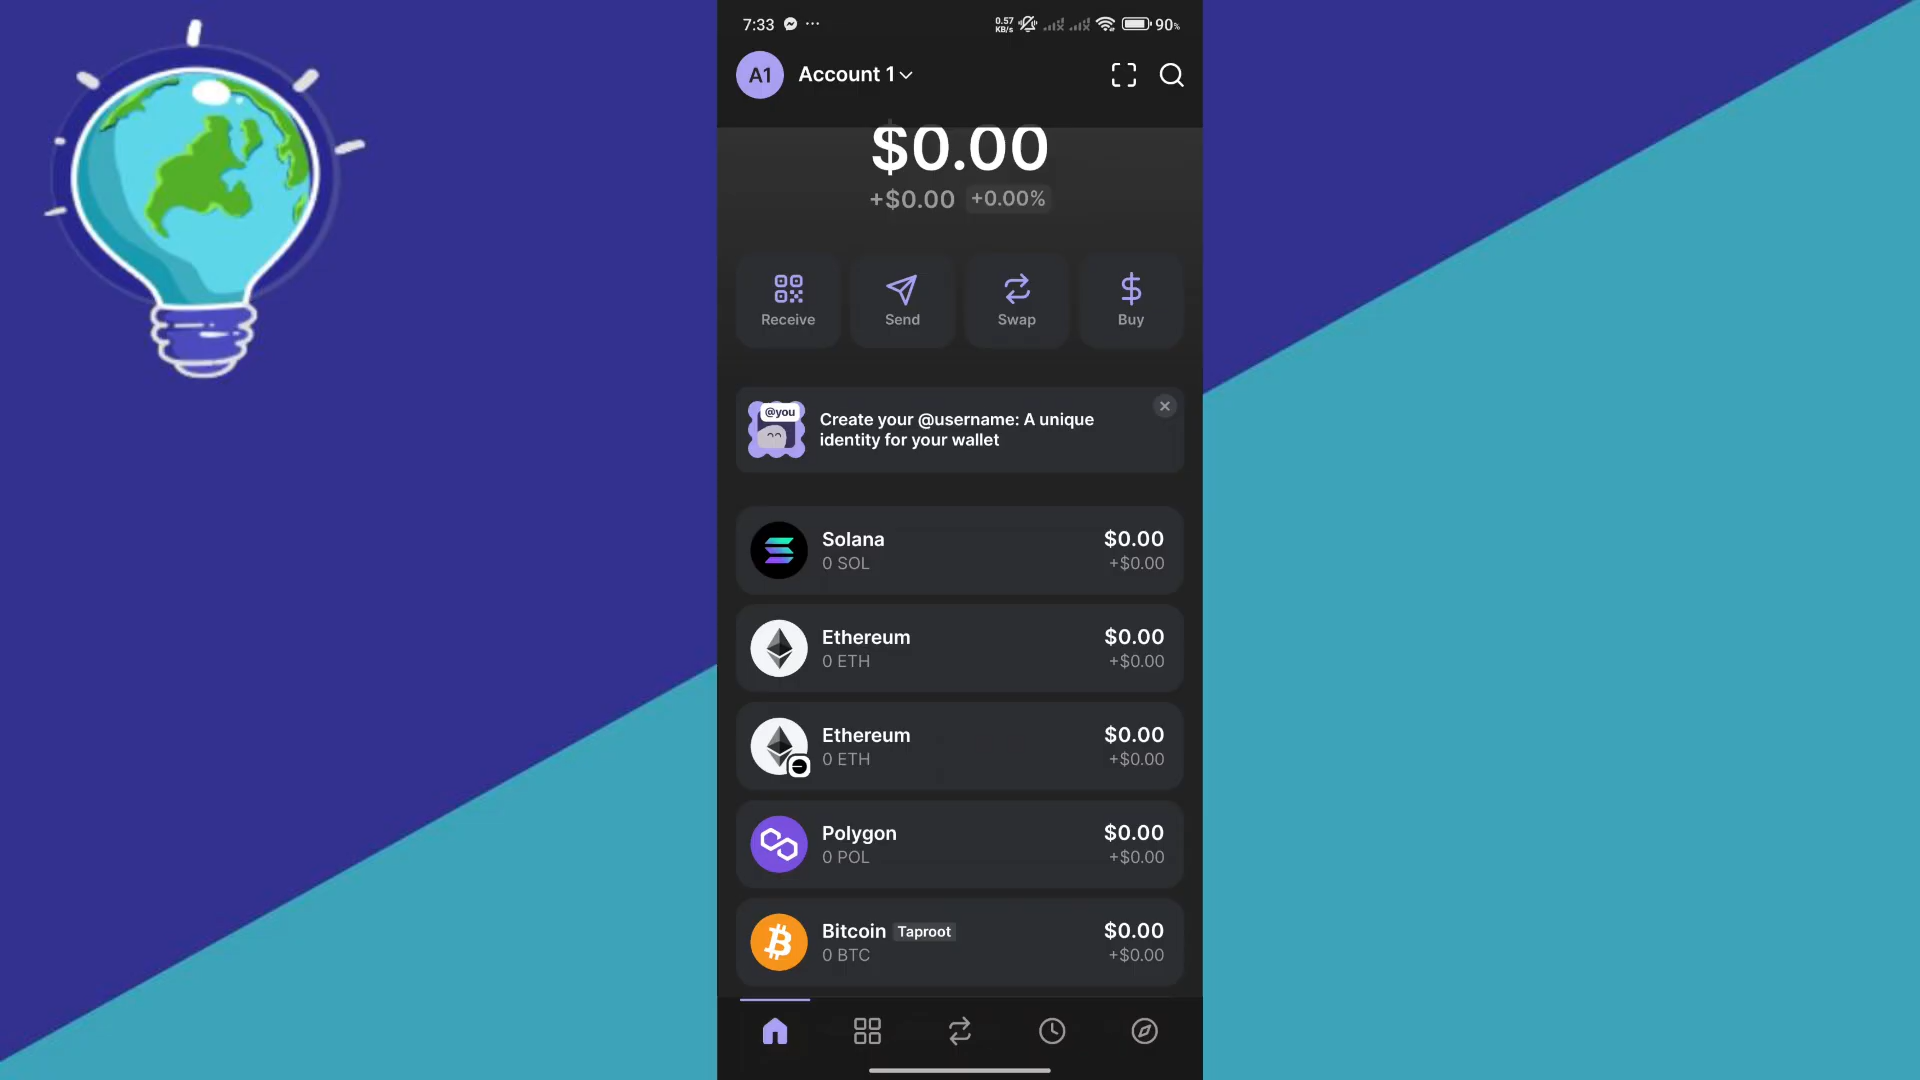 7:33 ... 0.57 KB/s 90%
A1 Account 1
$0.00
+$0.00 +0.00%
Receive Send Swap Buy
@you
Create your @username: A unique
identity for your wallet
Solana $0.00
0 SOL +$0.00
Ethereum $0.00
0 ETH +$0.00
Ethereum $0.00
0 ETH +$0.00
Polygon $0.00
0 POL +$0.00
Bitcoin Taproot $0.00
0 BTC +$0.00